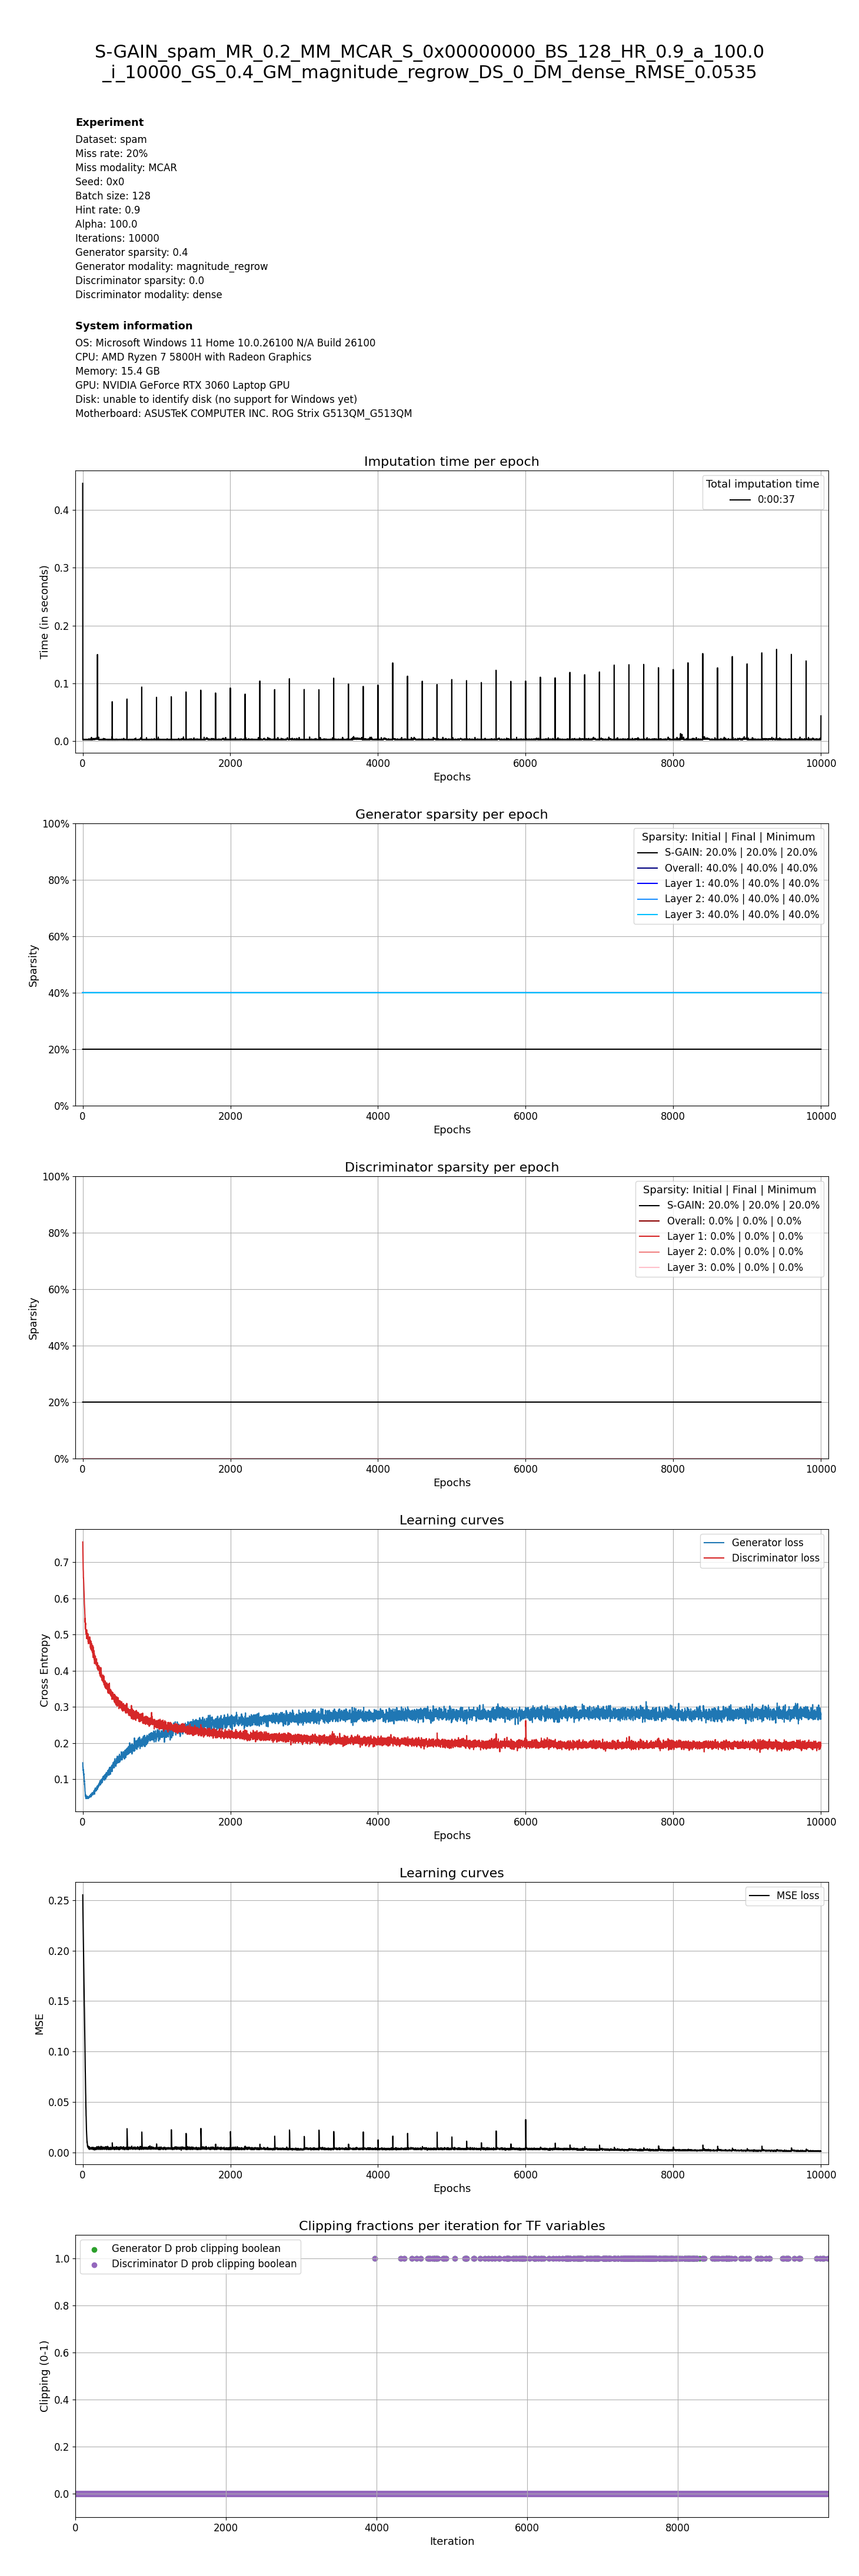 S-GAIN_spam_MR_0.2_MM_MCAR_S_0x00000000_BS_128_HR_0.9_a_100.0
_i_10000_GS_0.4_GM_magnitude_regrow_DS_0_DM_dense_RMSE_0.0535
Experiment
Dataset: spam
Miss rate: 20%
Miss modality: MCAR
Seed: 0x0
Batch size: 128
Hint rate: 0.9
Alpha: 100.0
Iterations: 10000
Generator sparsity: 0.4
Generator modality: magnitude_regrow
Discriminator sparsity: 0.0
Discriminator modality: dense
System information
OS: Microsoft Windows 11 Home 10.0.26100 N/A Build 26100
CPU: AMD Ryzen 7 5800H with Radeon Graphics
Memory: 15.4 GB
GPU: NVIDIA GeForce RTX 3060 Laptop GPU
Disk: unable to identify disk (no support for Windows yet)
Motherboard: ASUSTeK COMPUTER INC. ROG Strix G513QM_G513QM
Imputation time per epoch
Total imputation time
0:00:37
0.4
0.3
0.2
0.1
0.0
Time (in seconds)
0 2000 4000 6000 8000 10000
Epochs
Generator sparsity per epoch
Sparsity: Initial | Final | Minimum
S-GAIN: 20.0% | 20.0% | 20.0%
Overall: 40.0% | 40.0% | 40.0%
Layer 1: 40.0% | 40.0% | 40.0%
Layer 2: 40.0% | 40.0% | 40.0%
Layer 3: 40.0% | 40.0% | 40.0%
100%
80%
60%
40%
20%
0%
Sparsity
0 2000 4000 6000 8000 10000
Epochs
Discriminator sparsity per epoch
Sparsity: Initial | Final | Minimum
S-GAIN: 20.0% | 20.0% | 20.0%
Overall: 0.0% | 0.0% | 0.0%
Layer 1: 0.0% | 0.0% | 0.0%
Layer 2: 0.0% | 0.0% | 0.0%
Layer 3: 0.0% | 0.0% | 0.0%
100%
80%
60%
40%
20%
0%
Sparsity
0 2000 4000 6000 8000 10000
Epochs
Learning curves
Generator loss
Discriminator loss
0.7
0.6
0.5
0.4
0.3
0.2
0.1
Cross Entropy
0 2000 4000 6000 8000 10000
Epochs
Learning curves
MSE loss
0.25
0.20
0.15
0.10
0.05
0.00
MSE
0 2000 4000 6000 8000 10000
Epochs
Clipping fractions per iteration for TF variables
Generator D prob clipping boolean
Discriminator D prob clipping boolean
1.0
0.8
0.6
0.4
0.2
0.0
Clipping (0-1)
0 2000 4000 6000 8000
Iteration